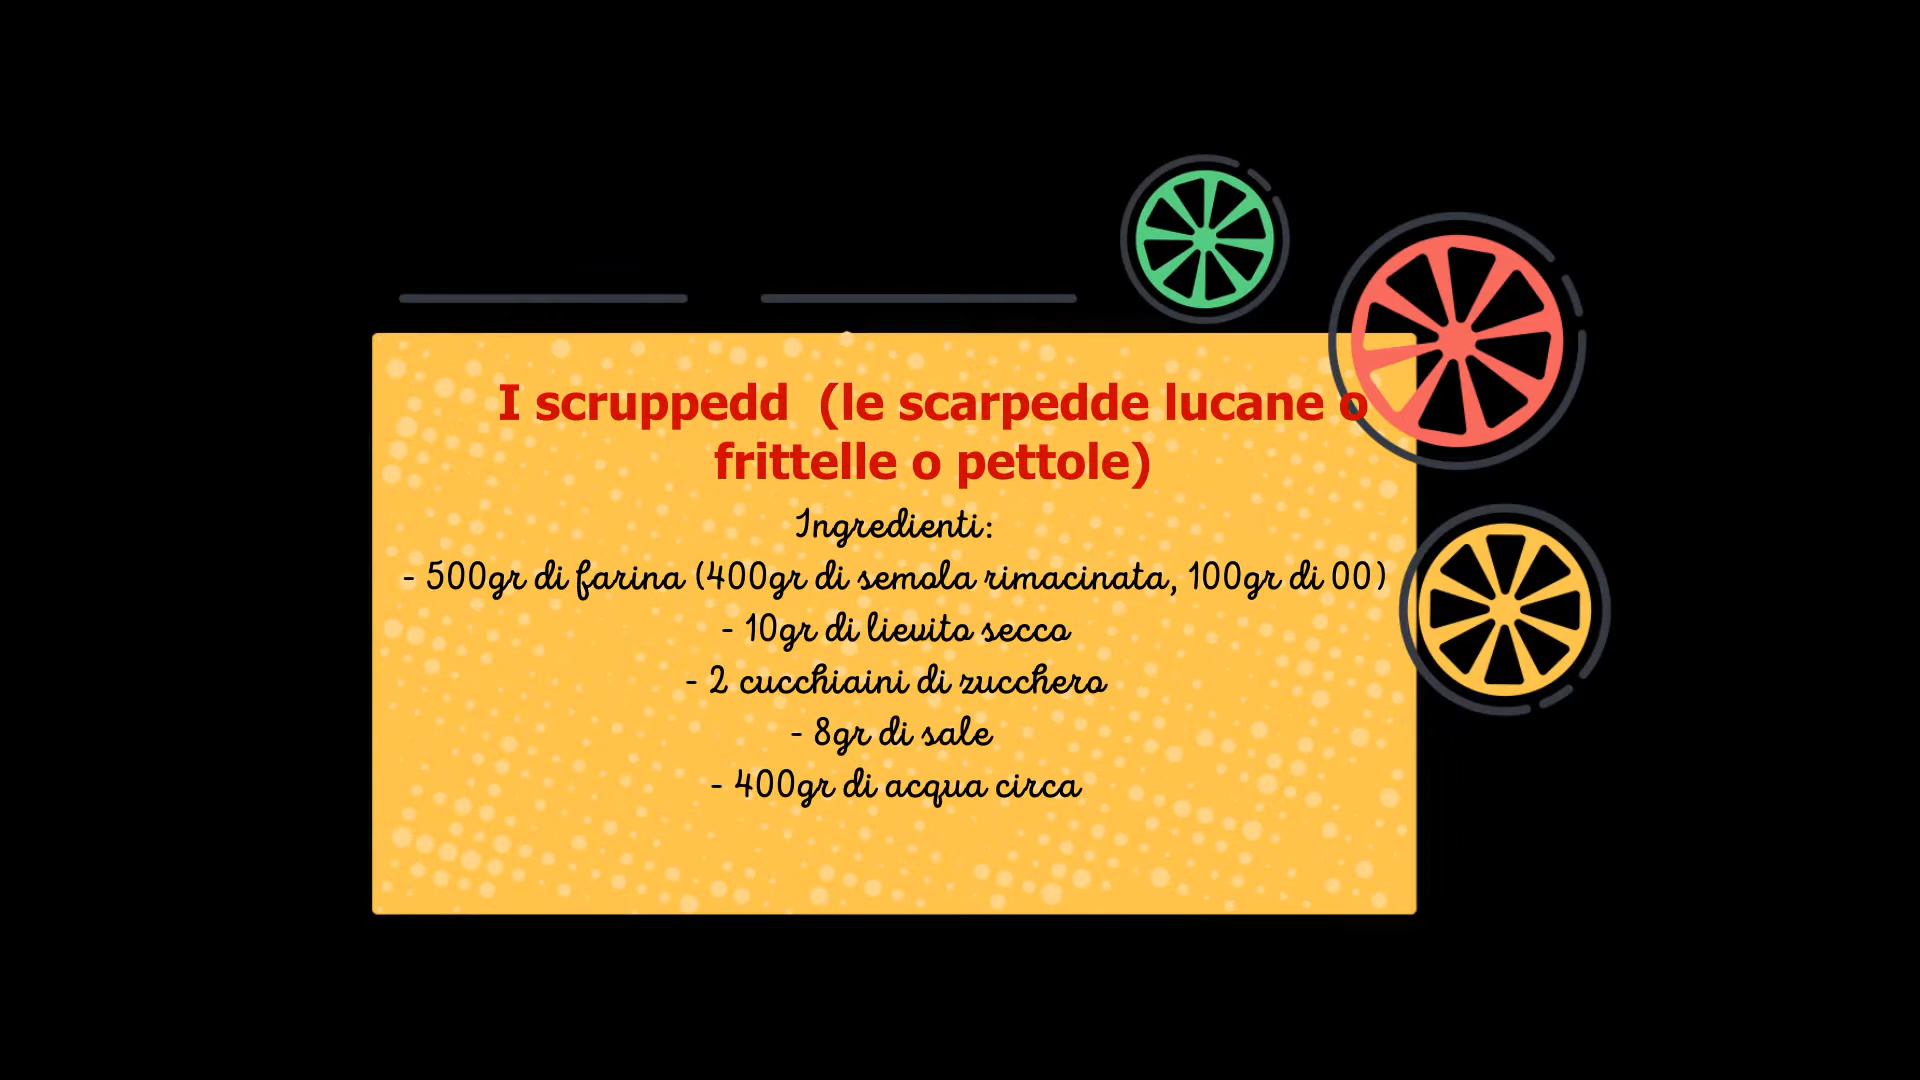 I scruppedd  (le scarpedde lucane o
frittelle o pettole)
Ingredienti:
- 500gr di farina (400gr di semola rimacinata, 100gr di 00)
- 10gr di lievito secco
- 2 cucchiaini di zucchero
- 8gr di sale
- 400gr di acqua circa